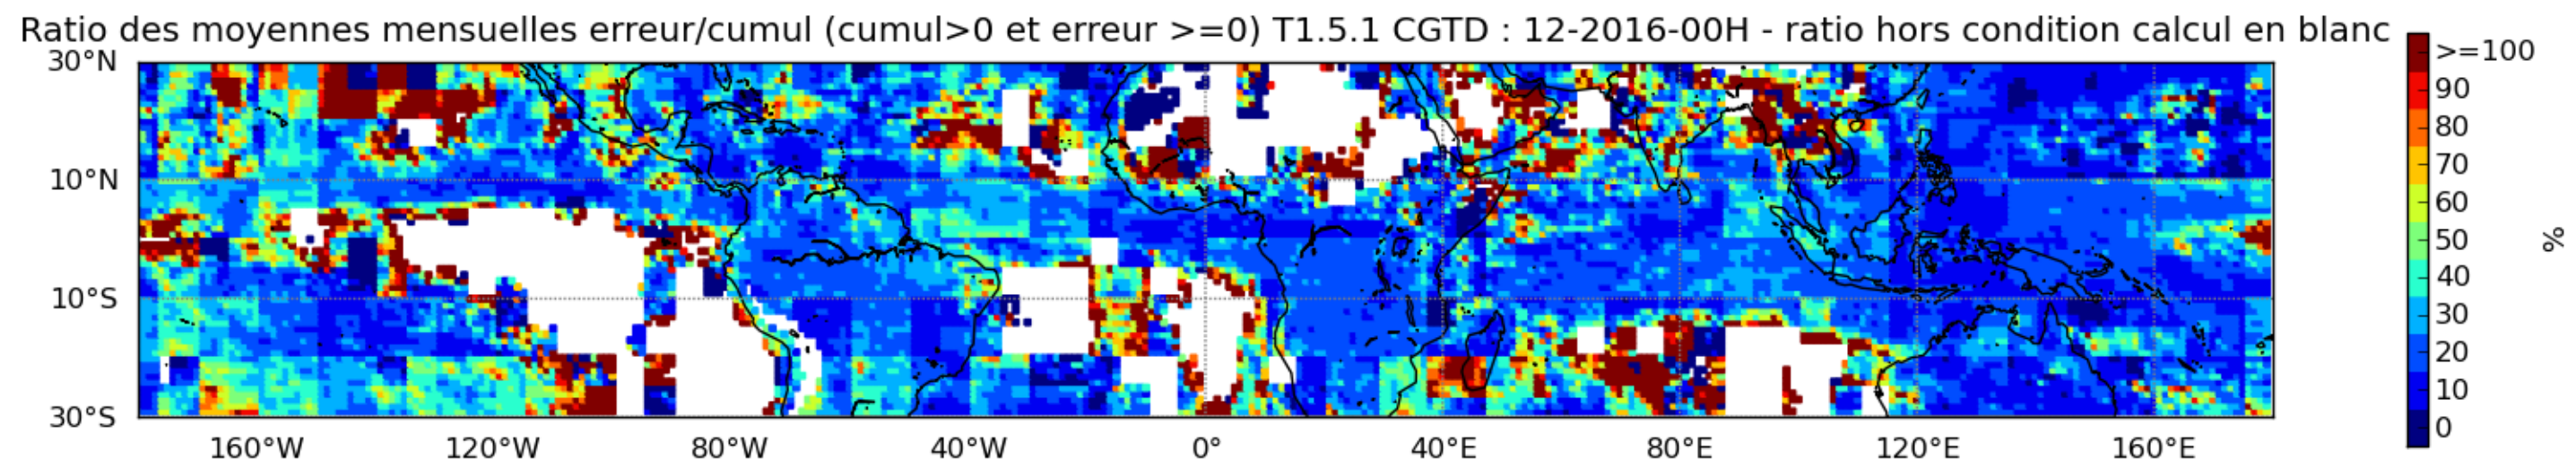 Ratio des moyennes mensuelles erreur/cumul (cumul>0 et erreur >=0) T1.5.1 CGTD : 12-2016-00H - ratio hors condition calcul en blanc
30°N
10°N
10°S
30°S
160°W 120°W 80°W 40°W 0° 40°E 80°E 120°E 160°E
>=100
90
80
70
60
50
40
30
20
10
0
%